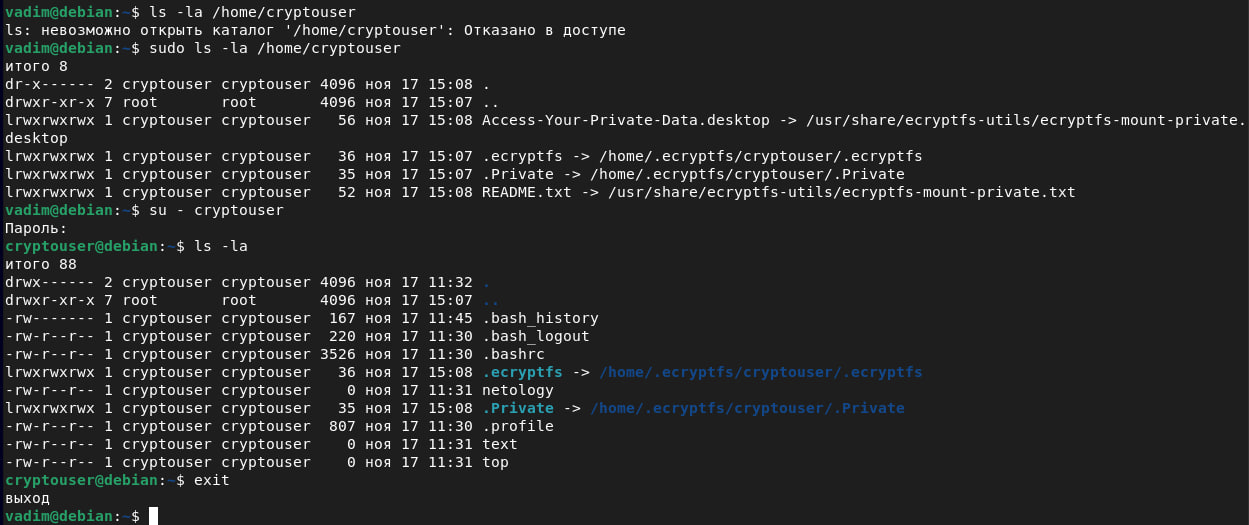 vadim@debian:~$ ls -la /home/cryptouser
ls: невозможно открыть каталог '/home/cryptouser': Отказано в доступе
vadim@debian:~$ sudo ls -la /home/cryptouser
итого 8
dr-x------ 2 cryptouser cryptouser 4096 ноя 17 15:08 .
drwxr-xr-x 7 root       root       4096 ноя 17 15:07 ..
lrwxrwxrwx 1 cryptouser cryptouser   56 ноя 17 15:08 Access-Your-Private-Data.desktop -> /usr/share/ecryptfs-utils/ecryptfs-mount-private.
desktop
lrwxrwxrwx 1 cryptouser cryptouser   36 ноя 17 15:07 .ecryptfs -> /home/.ecryptfs/cryptouser/.ecryptfs
lrwxrwxrwx 1 cryptouser cryptouser   35 ноя 17 15:07 .Private -> /home/.ecryptfs/cryptouser/.Private
lrwxrwxrwx 1 cryptouser cryptouser   52 ноя 17 15:08 README.txt -> /usr/share/ecryptfs-utils/ecryptfs-mount-private.txt
vadim@debian:~$ su - cryptouser
Пароль:
cryptouser@debian:~$ ls -la
итого 88
drwx------ 2 cryptouser cryptouser 4096 ноя 17 11:32 .
drwxr-xr-x 7 root       root       4096 ноя 17 15:07 ..
-rw------- 1 cryptouser cryptouser  167 ноя 17 11:45 .bash_history
-rw-r--r-- 1 cryptouser cryptouser  220 ноя 17 11:30 .bash_logout
-rw-r--r-- 1 cryptouser cryptouser 3526 ноя 17 11:30 .bashrc
lrwxrwxrwx 1 cryptouser cryptouser   36 ноя 17 15:08 .ecryptfs -> /home/.ecryptfs/cryptouser/.ecryptfs
-rw-r--r-- 1 cryptouser cryptouser    0 ноя 17 11:31 netology
lrwxrwxrwx 1 cryptouser cryptouser   35 ноя 17 15:08 .Private -> /home/.ecryptfs/cryptouser/.Private
-rw-r--r-- 1 cryptouser cryptouser  807 ноя 17 11:30 .profile
-rw-r--r-- 1 cryptouser cryptouser    0 ноя 17 11:31 text
-rw-r--r-- 1 cryptouser cryptouser    0 ноя 17 11:31 top
cryptouser@debian:~$ exit
выход
vadim@debian:~$